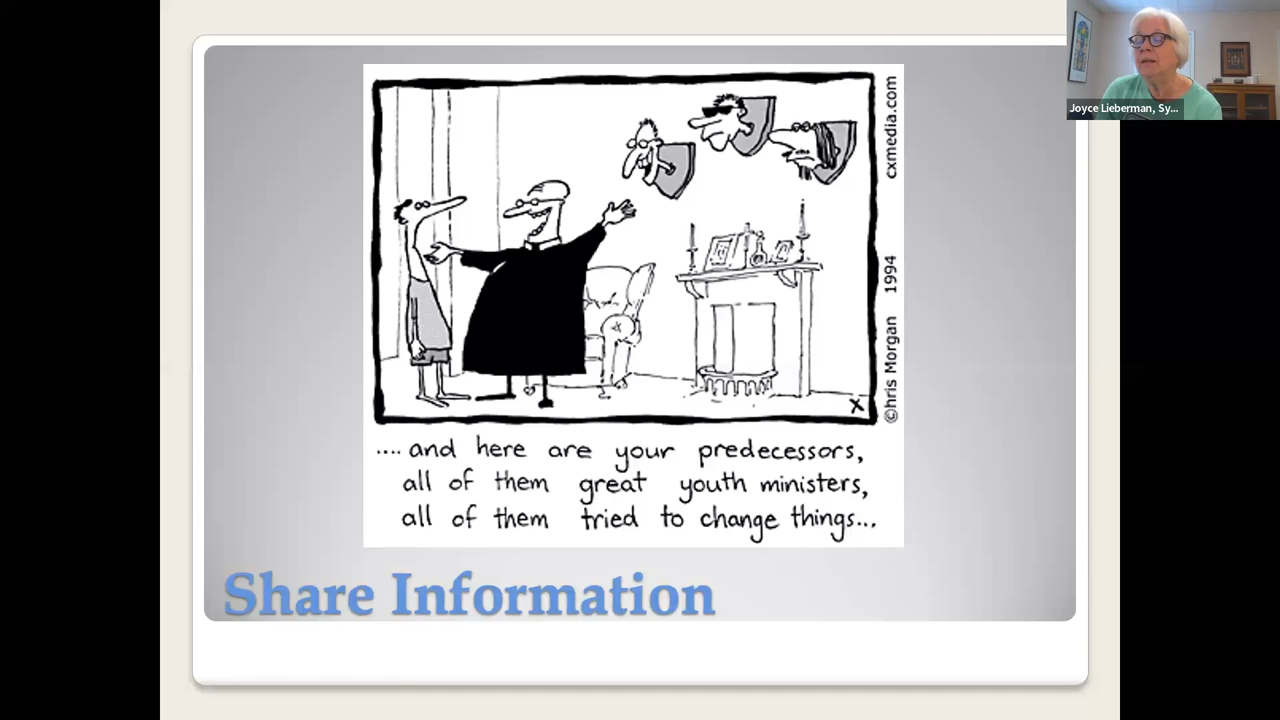 Joyce Lieberman, Sy...
cxmedia.com
©hris Morgan 1994
x
.... and here are your predecessors,
all of them great youth ministers,
all of them tried to change things...
Share Information